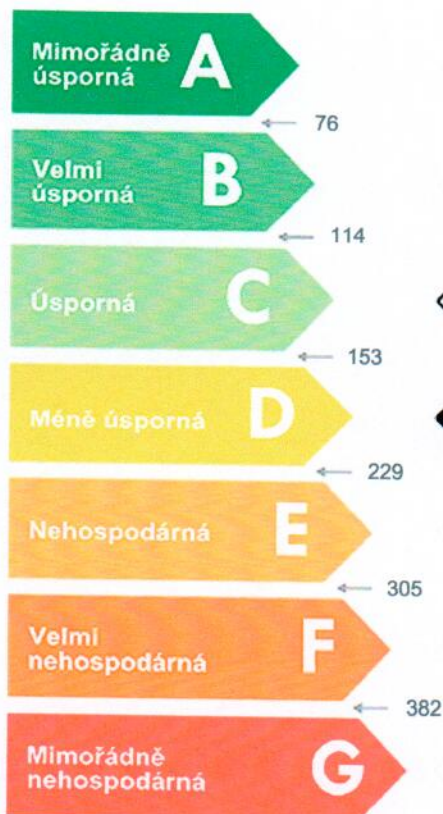 Mimořádně
úsporná
A
76
Velmi
úsporná
B
114
Úsporná
C
153
Méně úsporná
D
229
Nehospodárná
E
305
Velmi
nehospodárná
F
382
Mimořádně
nehospodárná
G